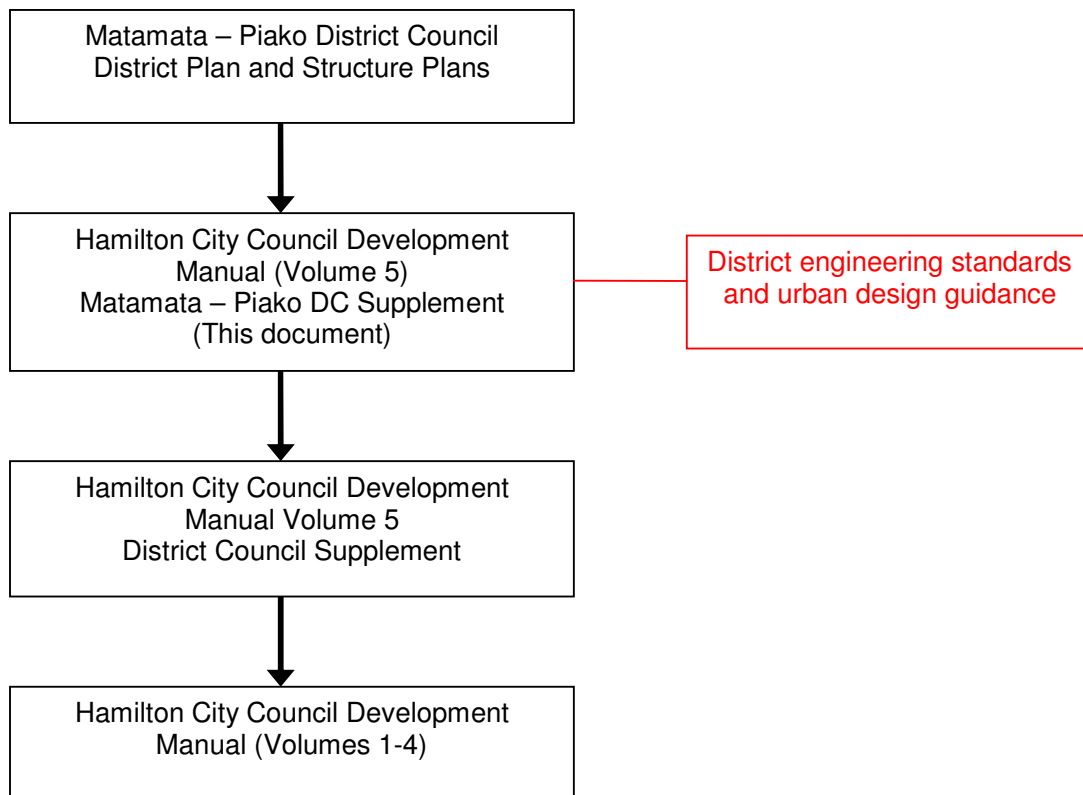 Matamata – Piako District Council
District Plan and Structure Plans
Hamilton City Council Development
Manual (Volume 5)
Matamata – Piako DC Supplement
(This document)
District engineering standards
and urban design guidance
Hamilton City Council Development
Manual Volume 5
District Council Supplement
Hamilton City Council Development
Manual (Volumes 1-4)